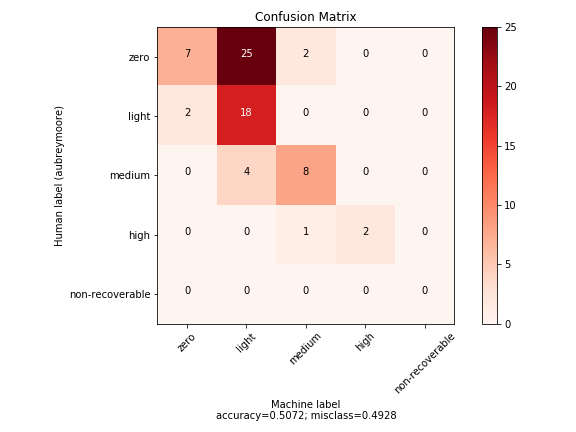 Confusion Matrix
zero 7 25 2 0 0
light 2 18 0 0 0
medium 0 4 8 0 0
high 0 0 1 2 0
non-recoverable 0 0 0 0 0
zero light medium high non-recoverable
Human label (aubreymoore)
Machine label
accuracy=0.5072; misclass=0.4928
25
20
15
10
5
0